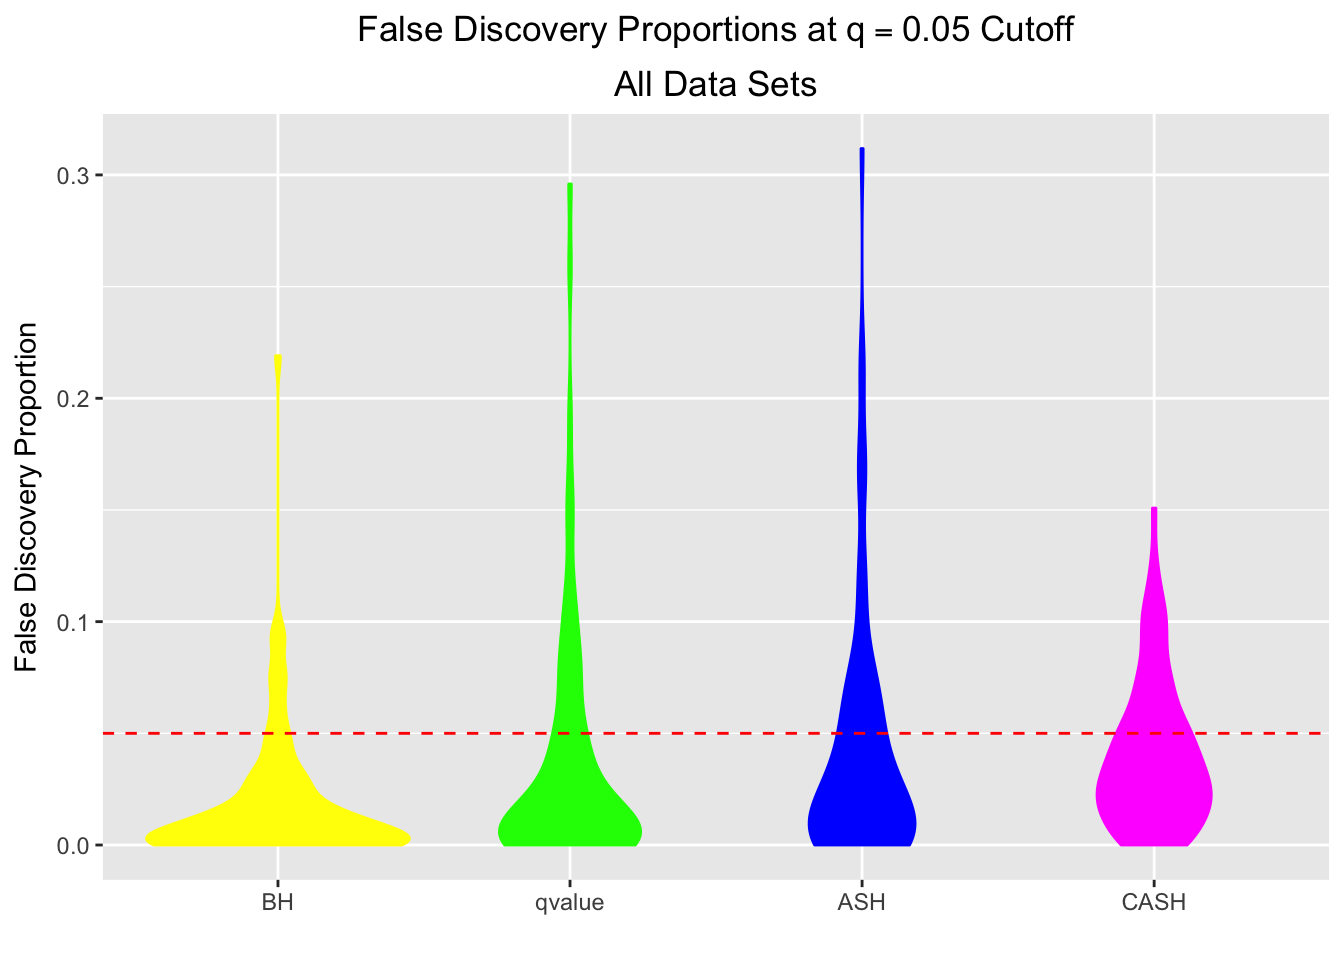 False Discovery Proportions at q = 0.05 Cutoff
All Data Sets
False Discovery Proportion
0.3
0.2
0.1
0.0
BH qvalue ASH CASH